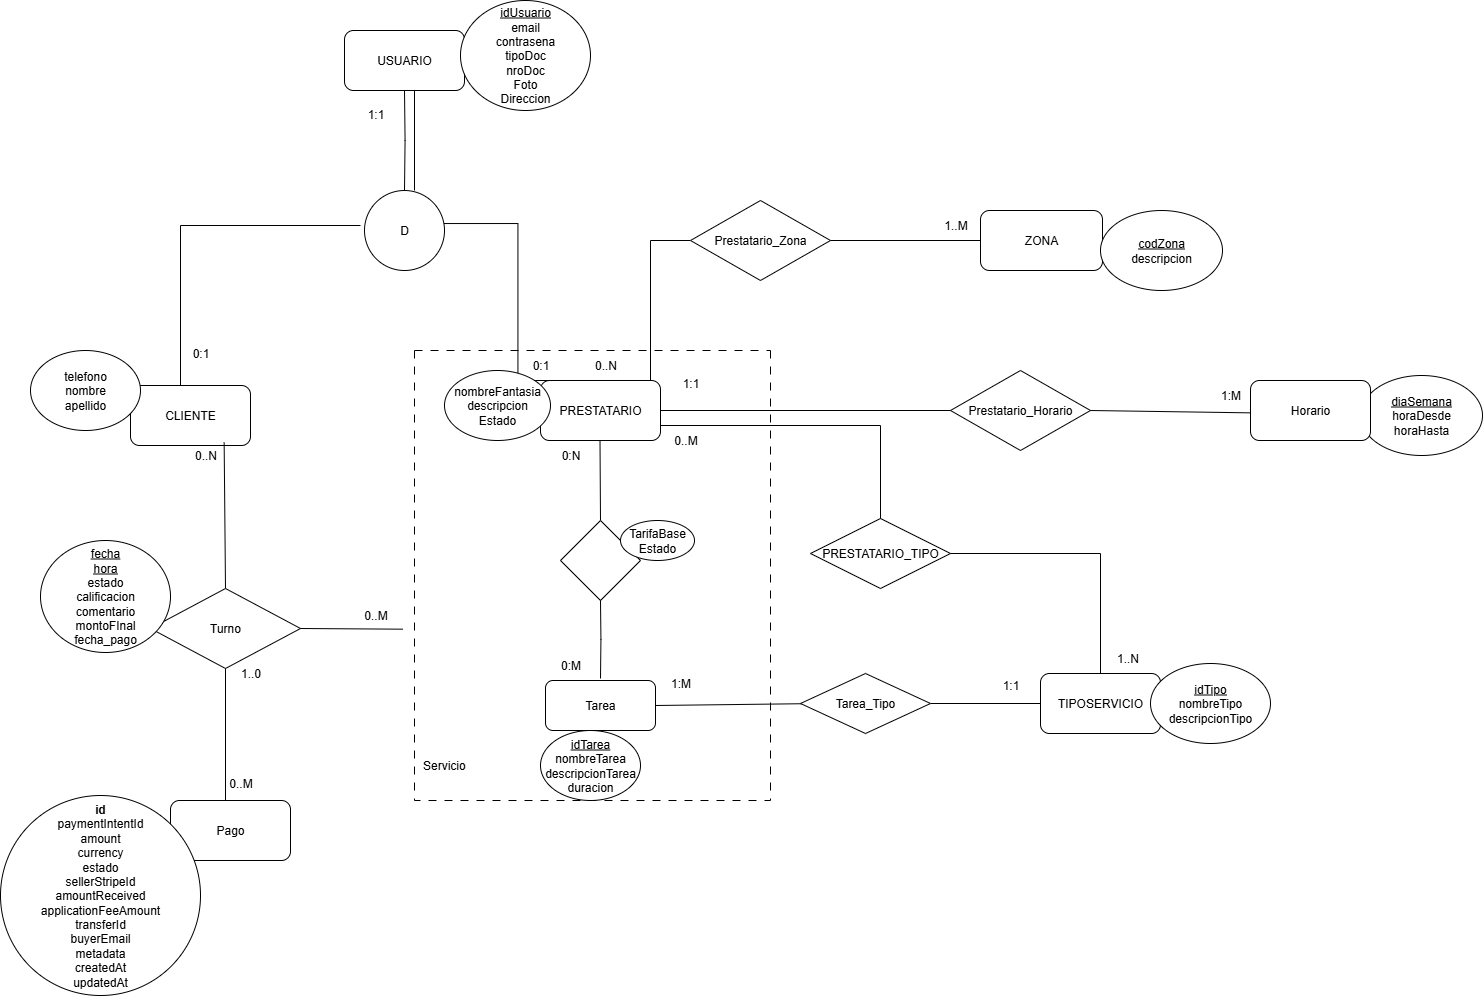 idUsuario
email
contrasena
tipoDoc
nroDoc
Foto
Direccion
USUARIO
1:1
D
Prestatario_Zona
1..M
ZONA
codZona
descripcion
0:1
telefono
nombre
apellido
CLIENTE
0..N
0:1
0..N
1:1
nombreFantasia
descripcion
Estado
PRESTATARIO
0..M
0:N
Prestatario_Horario
1:M
Horario
diaSemana
horaDesde
horaHasta
TarifaBase
Estado
PRESTATARIO_TIPO
fecha
hora
estado
calificacion
comentario
montoFInal
fecha_pago
Turno
0..M
1..0
0:M
Tarea
1:M
Tarea_Tipo
1:1
1..N
TIPOSERVICIO
idTipo
nombreTipo
descripcionTipo
idTarea
nombreTarea
descripcionTarea
duracion
Servicio
0..M
Pago
id
paymentIntentId
amount
currency
estado
sellerStripeId
amountReceived
applicationFeeAmount
transferId
buyerEmail
metadata
createdAt
updatedAt